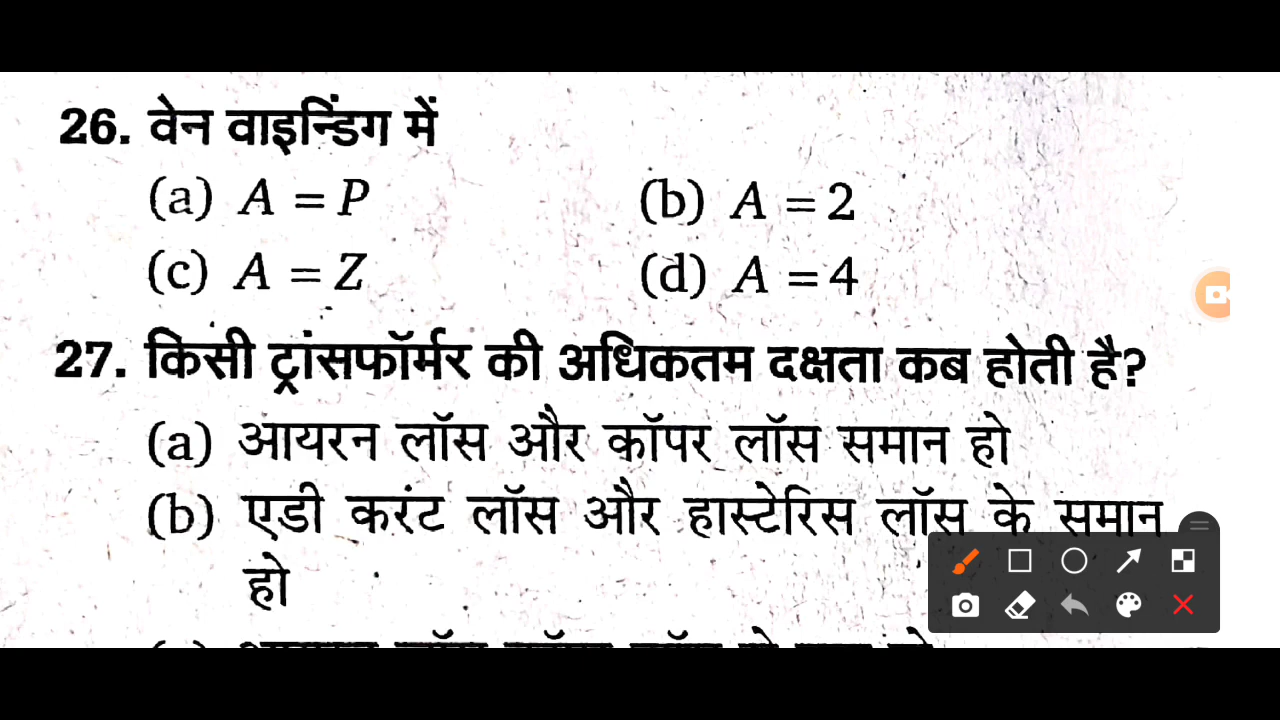 26. वेन वाइन्डिंग में
(a) A = P (b) A = 2
(c) A = Z (d) A = 4
27. किसी ट्रांसफॉर्मर की अधिकतम दक्षता कब होती है?
(a) आयरन लॉस और कॉपर लॉस समान हो
(b) एडी करंट लॉस और हास्टेरिस लॉस के समान
हो